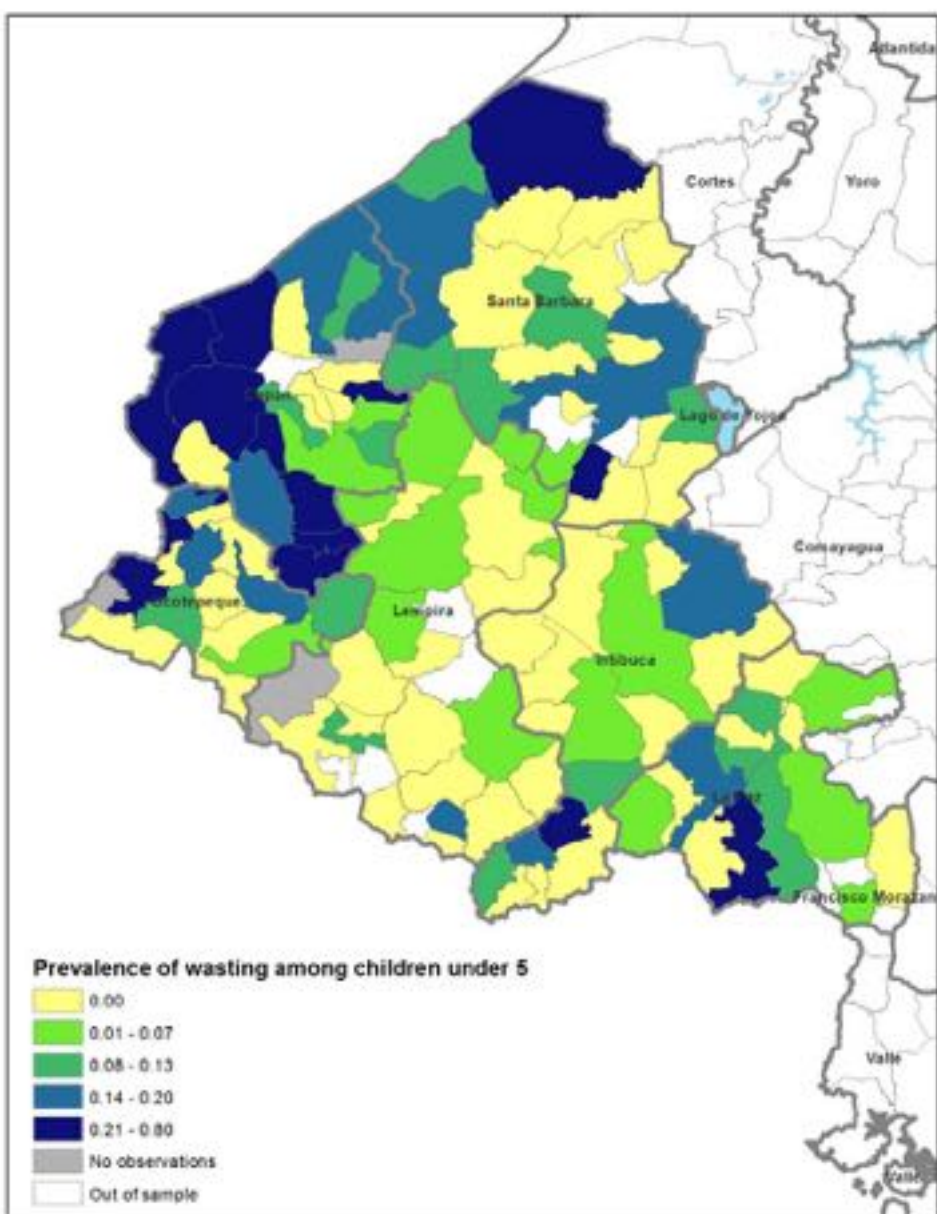 Atlantida
Cortes
Yoro
Santa Barbara
Lago de Yojoa
Comayagua
Ocotepeque
Lempira
Intibuca
La Paz
Francisco Morazan
Prevalence of wasting among children under 5
0.00
0.01 - 0.07
0.08 - 0.13
0.14 - 0.20
0.21 - 0.80
No observations
Out of sample
Valle
Valle